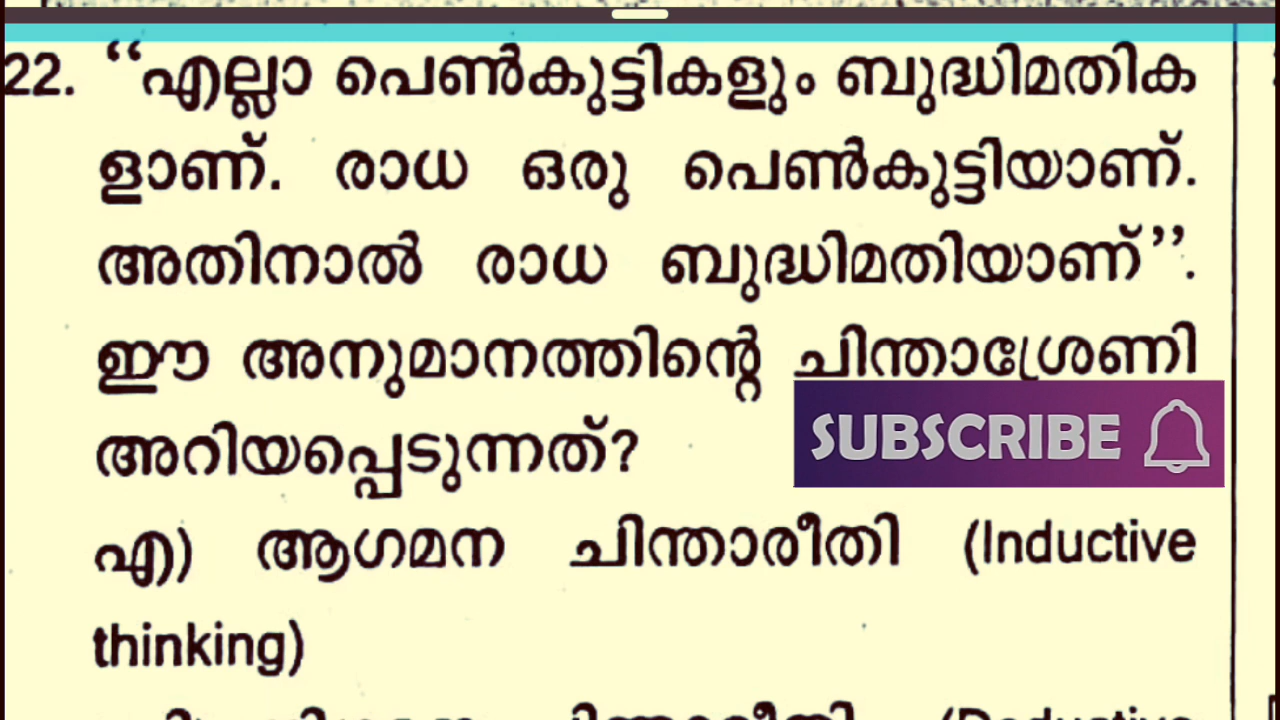 22. “എല്ലാ പെൺകുട്ടികളും ബുദ്ധിമതിക
ളാണ്. രാധ ഒരു പെൺകുട്ടിയാണ്.
അതിനാൽ രാധ ബുദ്ധിമതിയാണ്”.
ഈ അനുമാനത്തിന്റെ ചിന്താശ്രേണി
അറിയപ്പെടുന്നത്?
SUBSCRIBE
എ) ആഗമന ചിന്താരീതി (Inductive
thinking)